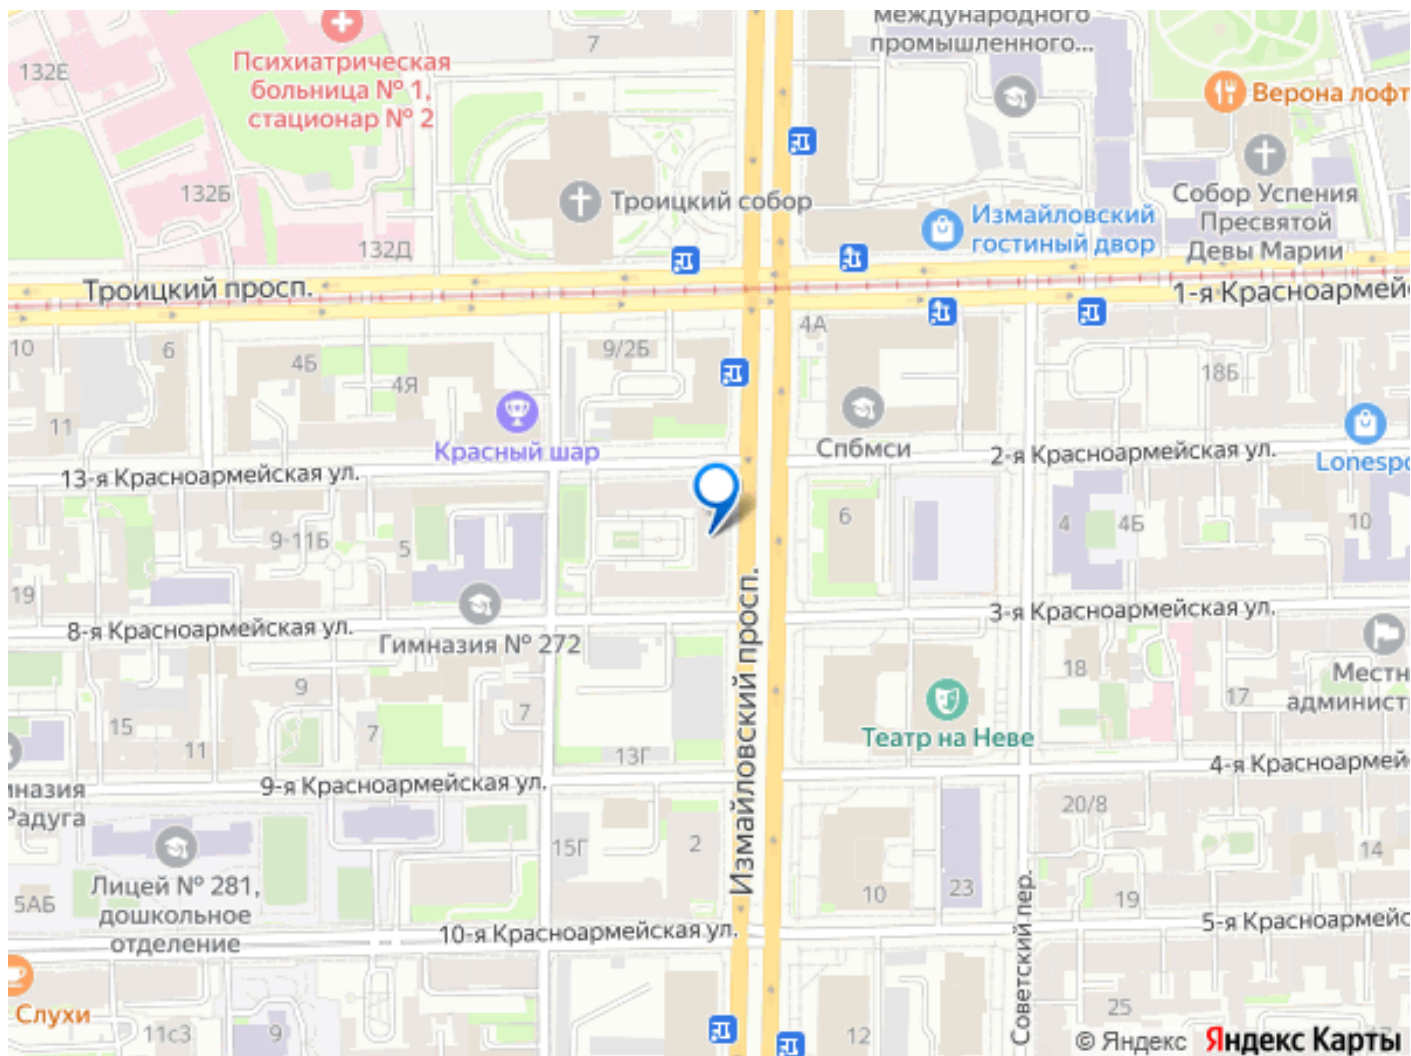 международного
промышленного...
7
132Е
Психиатрическая
больница № 1,
стационар № 2
Верона лофт
132Б
Троицкий собор
Собор Успения
Пресвятой
Девы Марии
Измайловский
гостиный двор
132Д
Троицкий просп.
1-я Красноармей
4А
10
6
4Б
9/2Б
4Я
18Б
11
Красный шар
Спбмси
2-я Красноармейская ул.
Lonespo
13-я Красноармейская ул.
6
4
4Б
10
9-11Б
5
19
8-я Красноармейская ул.
3-я Красноармейская ул.
Гимназия № 272
Измайловский просп.
18
17
Местн
админист
9
15
7
7
11
13Г
Театр на Неве
4-я Красноармей
9-я Красноармейская ул.
иназия
Радуга
20/8
15Г
2
14
Лицей № 281,
дошкольное
отделение
5АБ
10
23
19
10-я Красноармейская ул.
5-я Красноармейс
Советский пер.
Слухи
11с3
9
12
25
© Яндекс Яндекс Карты